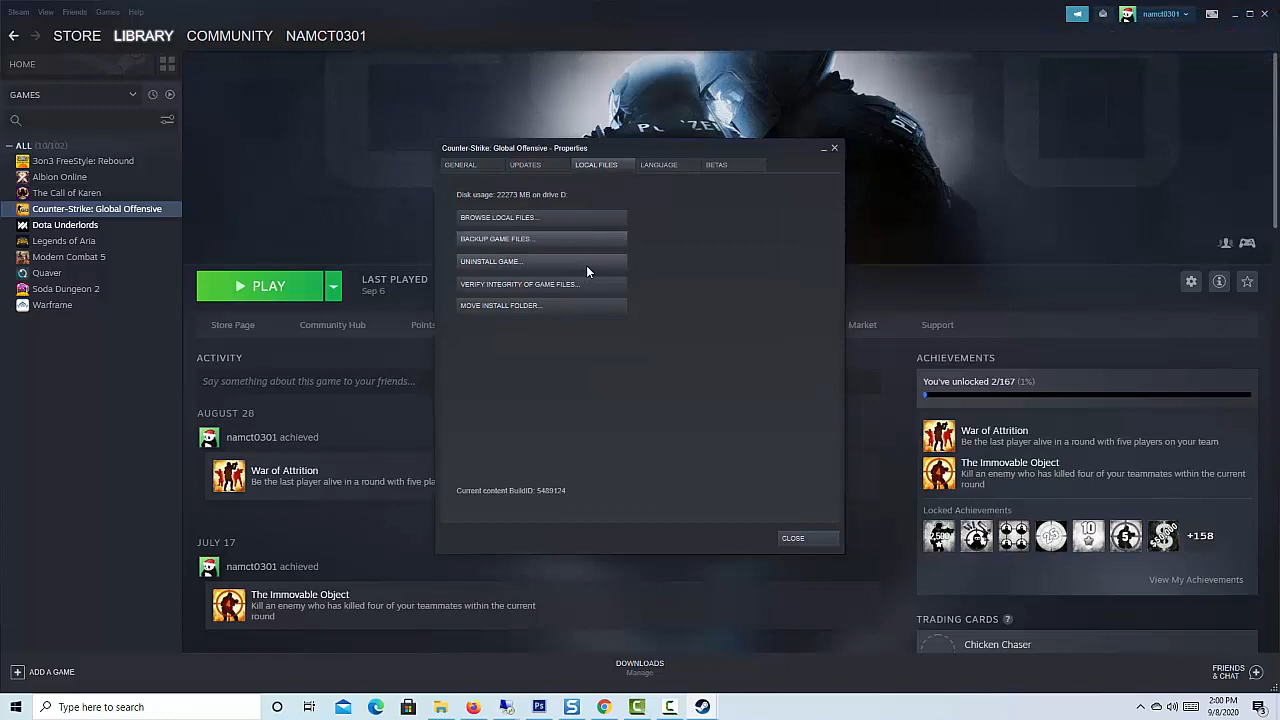 Steam View Friends Games Help
namct0301
STORE LIBRARY COMMUNITY NAMCT0301
HOME
GAMES
ALL (10/102)
3on3 FreeStyle: Rebound
Albion Online
The Call of Karen
Counter-Strike: Global Offensive
Dota Underlords
Legends of Aria
Modern Combat 5
Quaver
Soda Dungeon 2
Warframe
Counter-Strike: Global Offensive - Properties
GENERAL UPDATES LOCAL FILES LANGUAGE BETAS
Disk usage: 22273 MB on drive D:
BROWSE LOCAL FILES...
BACKUP GAME FILES...
UNINSTALL GAME...
VERIFY INTEGRITY OF GAME FILES...
MOVE INSTALL FOLDER...
Current content BuildID: 5489124
CLOSE
PLAY
LAST PLAYED
Sep 6
Store Page Community Hub Points Market Support
ACTIVITY
Say something about this game to your friends...
AUGUST 28
namct0301 achieved
War of Attrition
Be the last player alive in a round with five pla
JULY 17
namct0301 achieved
The Immovable Object
Kill an enemy who has killed four of your teammates within the current
round
ACHIEVEMENTS
You've unlocked 2/167 (1%)
War of Attrition
Be the last player alive in a round with five players on your team
The Immovable Object
Kill an enemy who has killed four of your teammates within the current
round
Locked Achievements
+158
View My Achievements
TRADING CARDS ?
Chicken Chaser
ADD A GAME
DOWNLOADS
Manage
FRIENDS
& CHAT
Type here to search
2:00 PM
9/8/2020